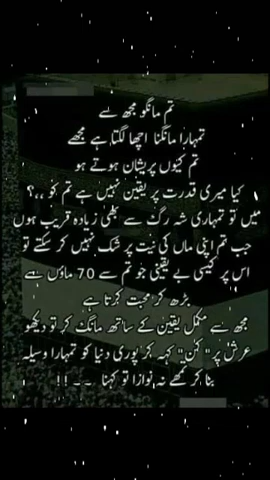 تم مانگو مجھ سے
تمہارا مانگنا اچھا لگتا ہے مجھے
تم کیوں پریشان ہوتے ہو
کیا میری قدرت پر یقین نہیں ہے تم کو ،،؟
میں تو تمہاری شہ رگ سے بھی زیادہ قریب ہوں
جب تم اپنی ماں کی نیت پر شک نہیں کر سکتے تو
اس پر کیسی بے یقینی جو تم سے 70 ماؤں سے
بڑھ کر محبت کرتا ہے
مجھ سے مکمل یقین کے ساتھ مانگ کر تو دیکھو
عرش پر "کن" کہہ کر پوری دنیا کو تمہارا وسیلہ
بنا کر تمھے نہ نوازا تو کہنا ۔۔!!